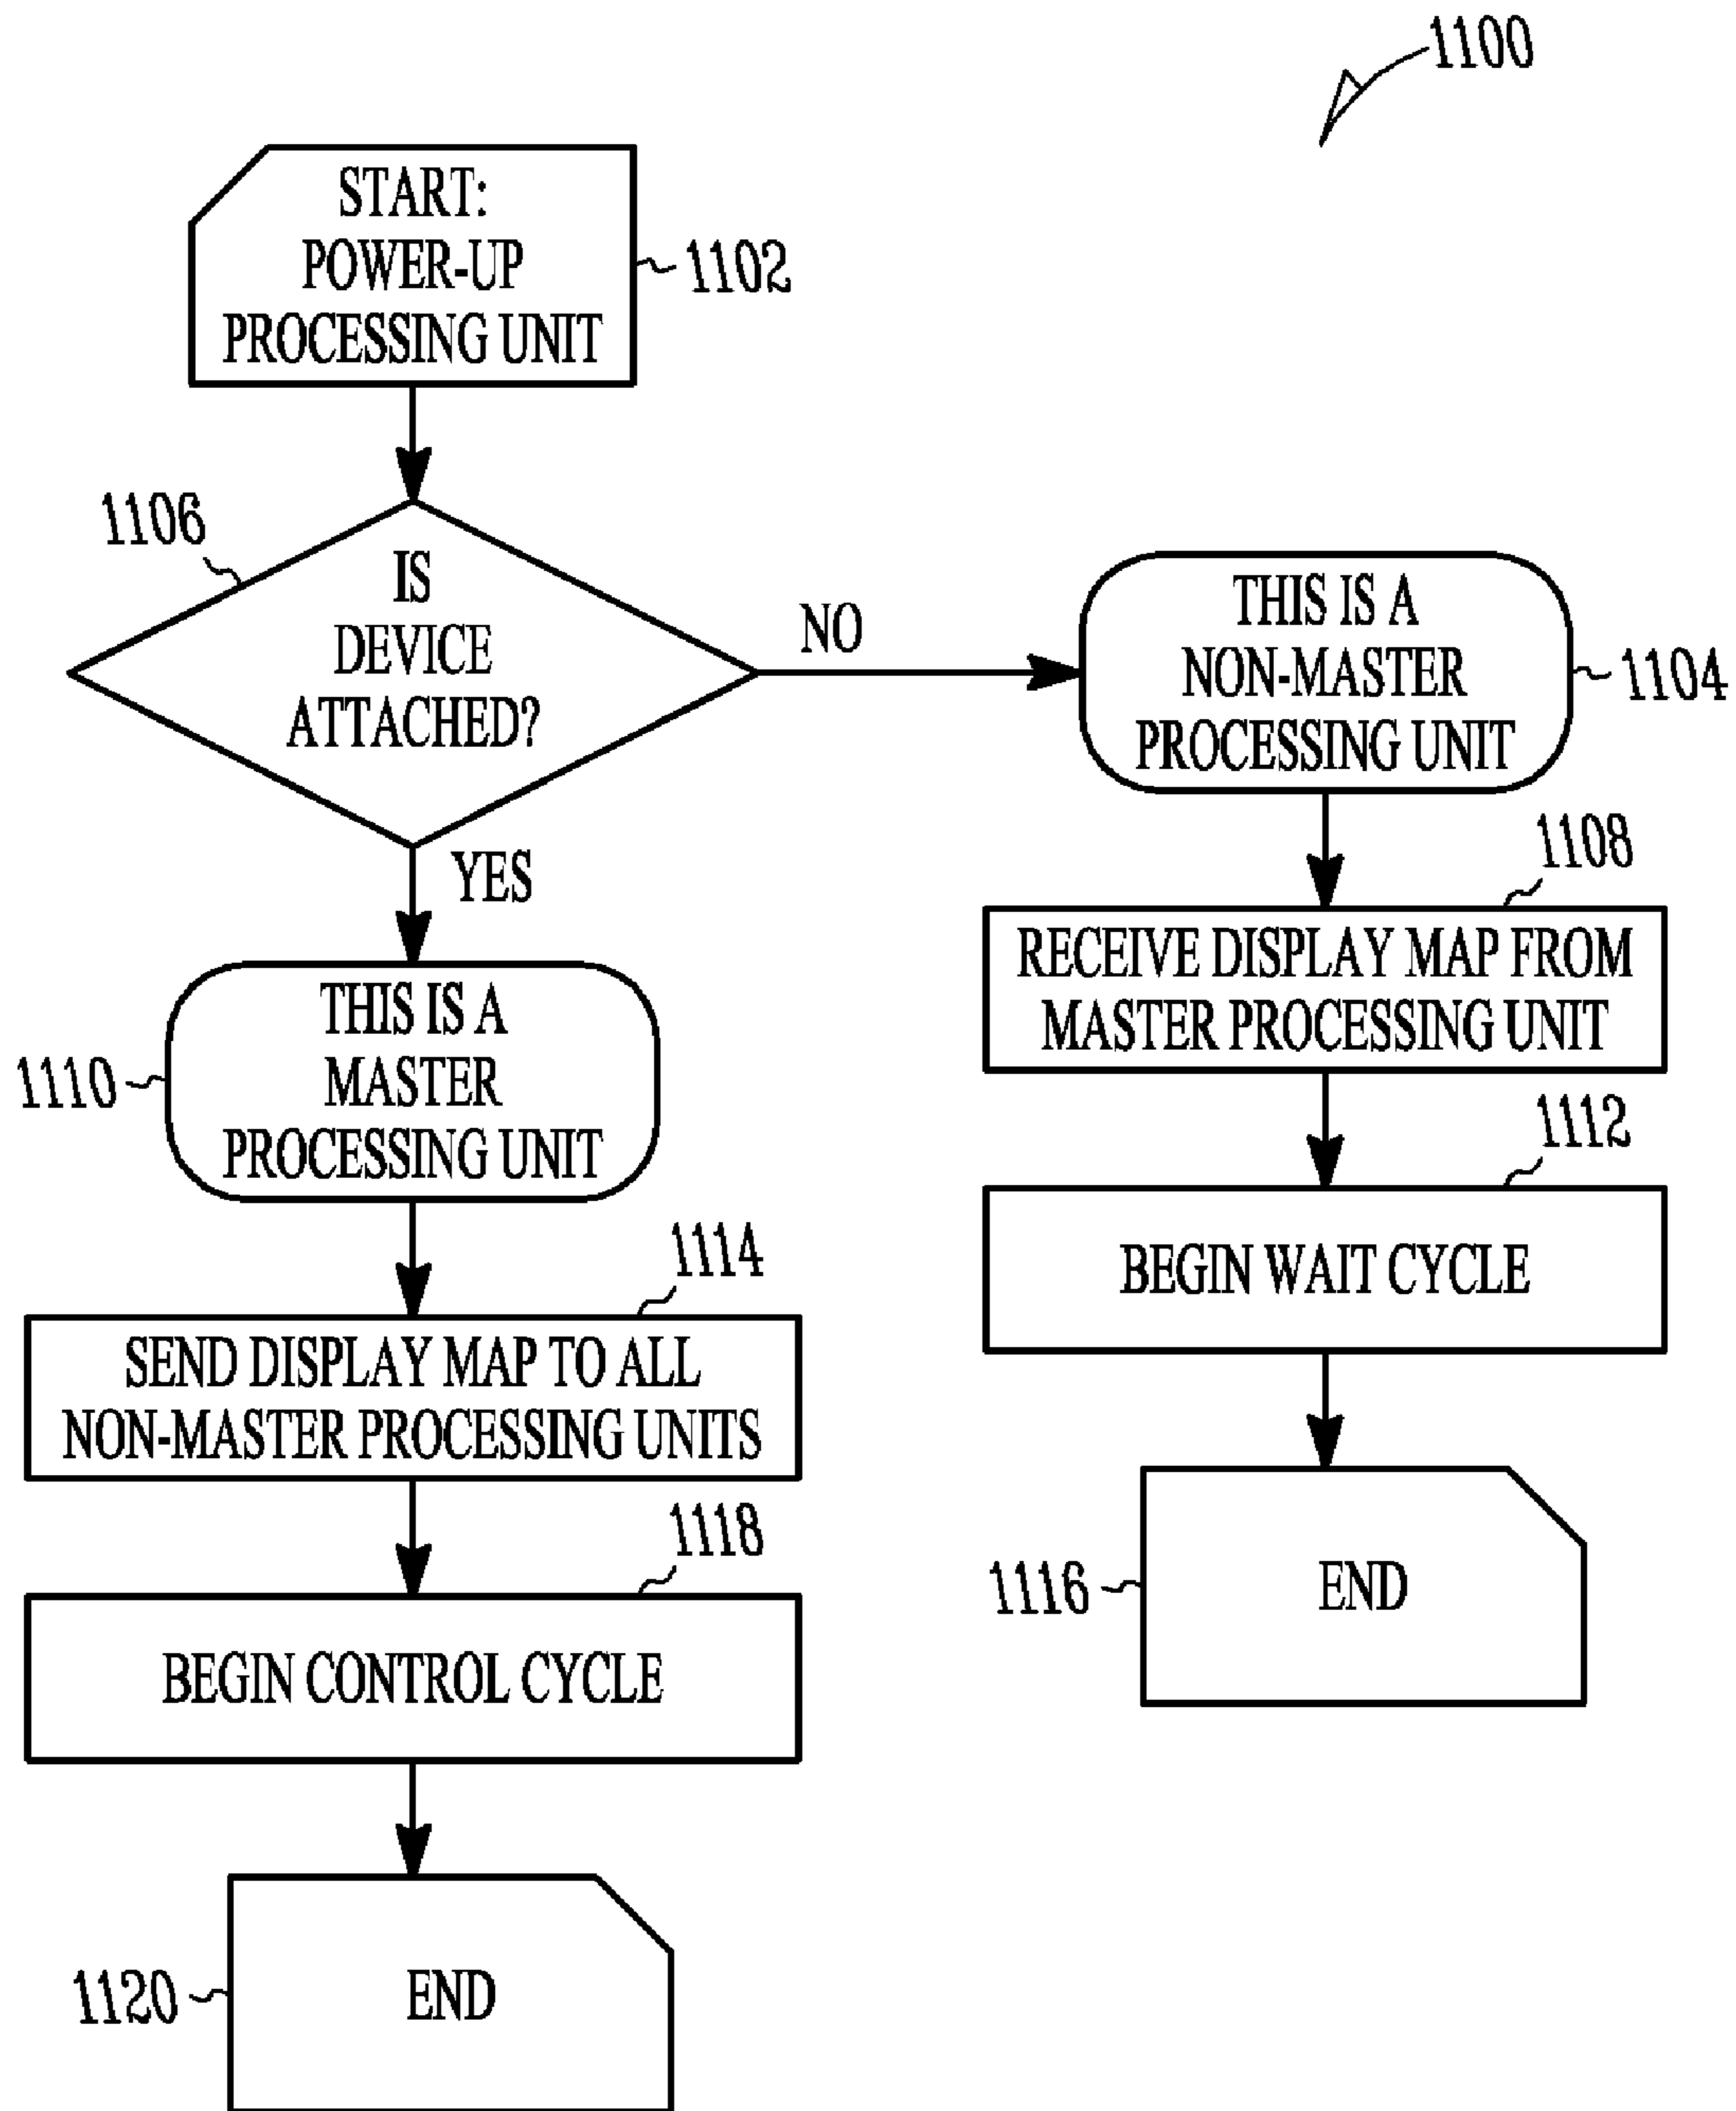 1100
START:
POWER-UP
PROCESSING UNIT
1102
1106
IS
DEVICE
ATTACHED?
NO
THIS IS A
NON-MASTER
PROCESSING UNIT
1104
YES
1108
RECEIVE DISPLAY MAP FROM
MASTER PROCESSING UNIT
THIS IS A
MASTER
PROCESSING UNIT
1110
1112
BEGIN WAIT CYCLE
1114
SEND DISPLAY MAP TO ALL
NON-MASTER PROCESSING UNITS
1116
END
1118
BEGIN CONTROL CYCLE
1120
END